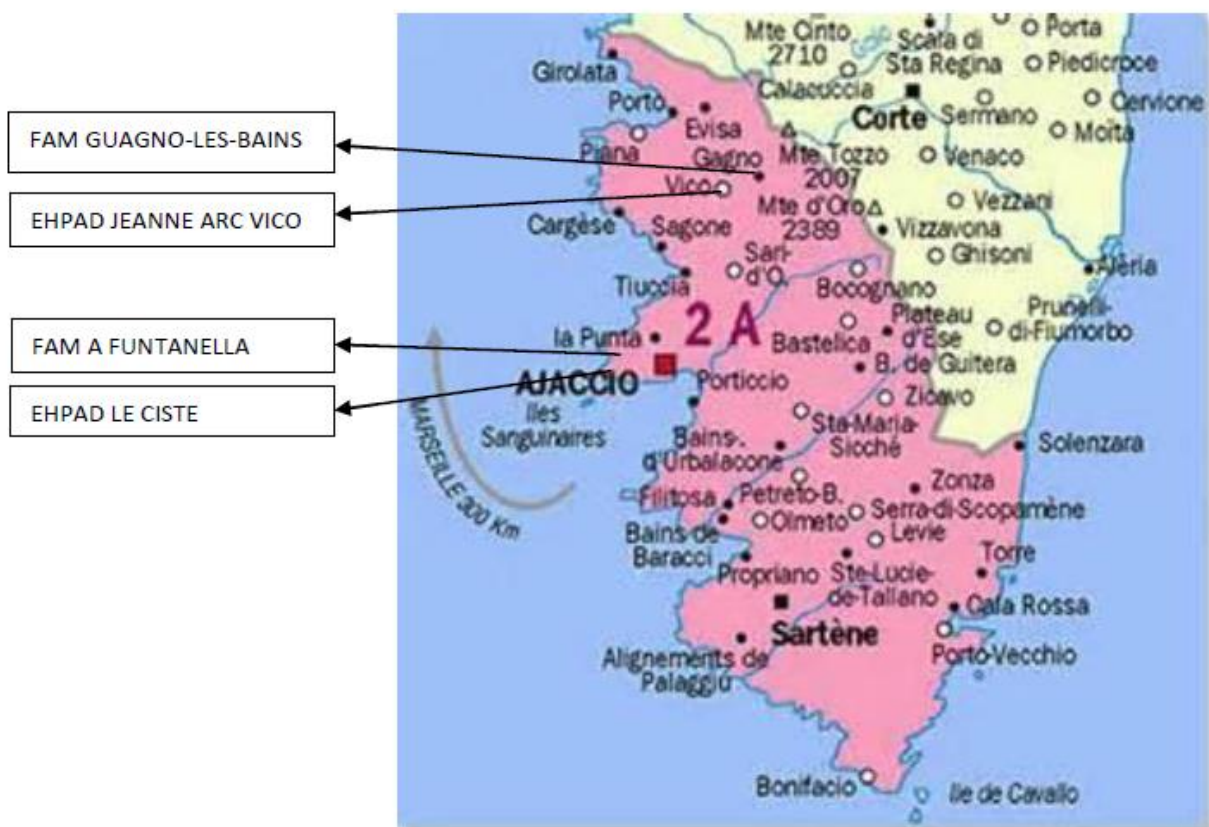 FAM GUAGNO-LES-BAINS
EHPAD JEANNE ARC VICO
FAM A FUNTANELLA
EHPAD LE CISTE
Mte Cinto
2710
Scala di
Sta Regina
Porta
Piedicroce
Girolata
Calacuccia
Porto
Evisa
Corte
Sermano
Cervione
Moïta
Piana
Gagno
Mte Tozzo
2007
Venaco
Vico
Mte d'Oro
2389
Vezzani
Cargèse
Sagone
Vizzavona
Sari-
d'O.
Ghisoni
Tiuccia
Bocognano
Aléria
2 A
Prunelli-
di-Fiumorbo
la Punta
Bastelica
Plateau
d'Ese
B. de Guitera
AJACCIO
Porticcio
Zicavo
Iles
Sanguinaires
Sta-Maria-
Sicché
Solenzara
MARSEILLE 300 Km
Bains-
d'Urbalacone
Zonza
Filitosa
Petreto-B.
Serra-di-Scopamène
Olmeto
Levie
Bains de
Baracci
Torre
Propriano
Ste-Lucie-
de-Tallano
Cala Rossa
Sartène
Porto-Vecchio
Alignements de
Palaggiu
Bonifacio
Ile de Cavallo